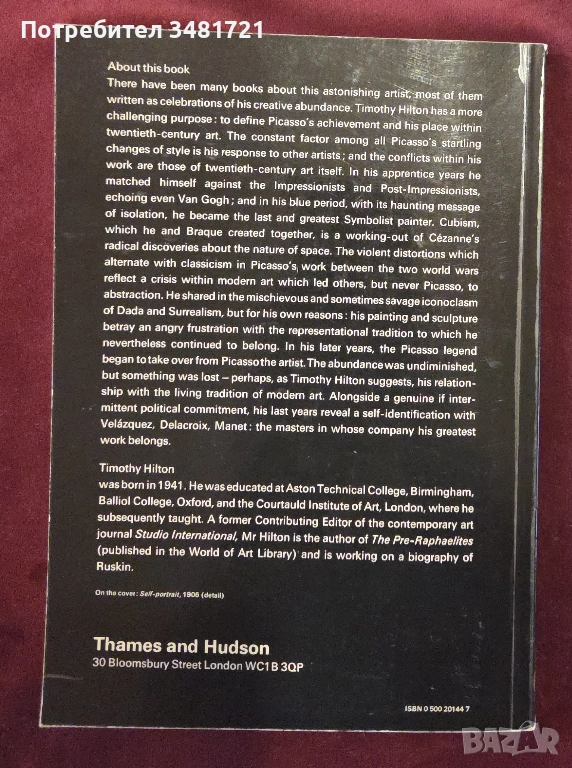 Потребител 3481721
About this book
There have been many books about this astonishing artist, most of them
written as celebrations of his creative abundance. Timothy Hilton has a more
challenging purpose: to define Picasso's achievement and his place within
twentieth-century art. The constant factor among all Picasso's startling
changes of style is his response to other artists; and the conflicts within his
work are those of twentieth-century art itself. In his apprentice years he
matched himself against the Impressionists and Post-Impressionists,
echoing even Van Gogh; and in his blue period, with its haunting message
of isolation, he became the last and greatest Symbolist painter. Cubism,
which he and Braque created together, is a working-out of Cézanne's
radical discoveries about the nature of space. The violent distortions which
alternate with classicism in Picasso's work between the two world wars
reflect a crisis within modern art which led others, but never Picasso, to
abstraction. He shared in the mischievous and sometimes savage iconoclasm
of Dada and Surrealism, but for his own reasons: his painting and sculpture
betray an angry frustration with the representational tradition to which he
nevertheless continued to belong. In his later years, the Picasso legend
began to take over from Picasso the artist. The abundance was undiminished,
but something was lost – perhaps, as Timothy Hilton suggests, his relation-
ship with the living tradition of modern art. Alongside a genuine if inter-
mittent political commitment, his last years reveal a self-identification with
Velázquez, Delacroix, Manet: the masters in whose company his greatest
work belongs.
Timothy Hilton
was born in 1941. He was educated at Aston Technical College, Birmingham,
Balliol College, Oxford, and the Courtauld Institute of Art, London, where he
subsequently taught. A former Contributing Editor of the contemporary art
journal Studio International, Mr Hilton is the author of The Pre-Raphaelites
(published in the World of Art Library) and is working on a biography of
Ruskin.
On the cover: Self-portrait, 1906 (detail)
Thames and Hudson
30 Bloomsbury Street London WC1B 3QP
ISBN 0 500 20144 7
BAZAR